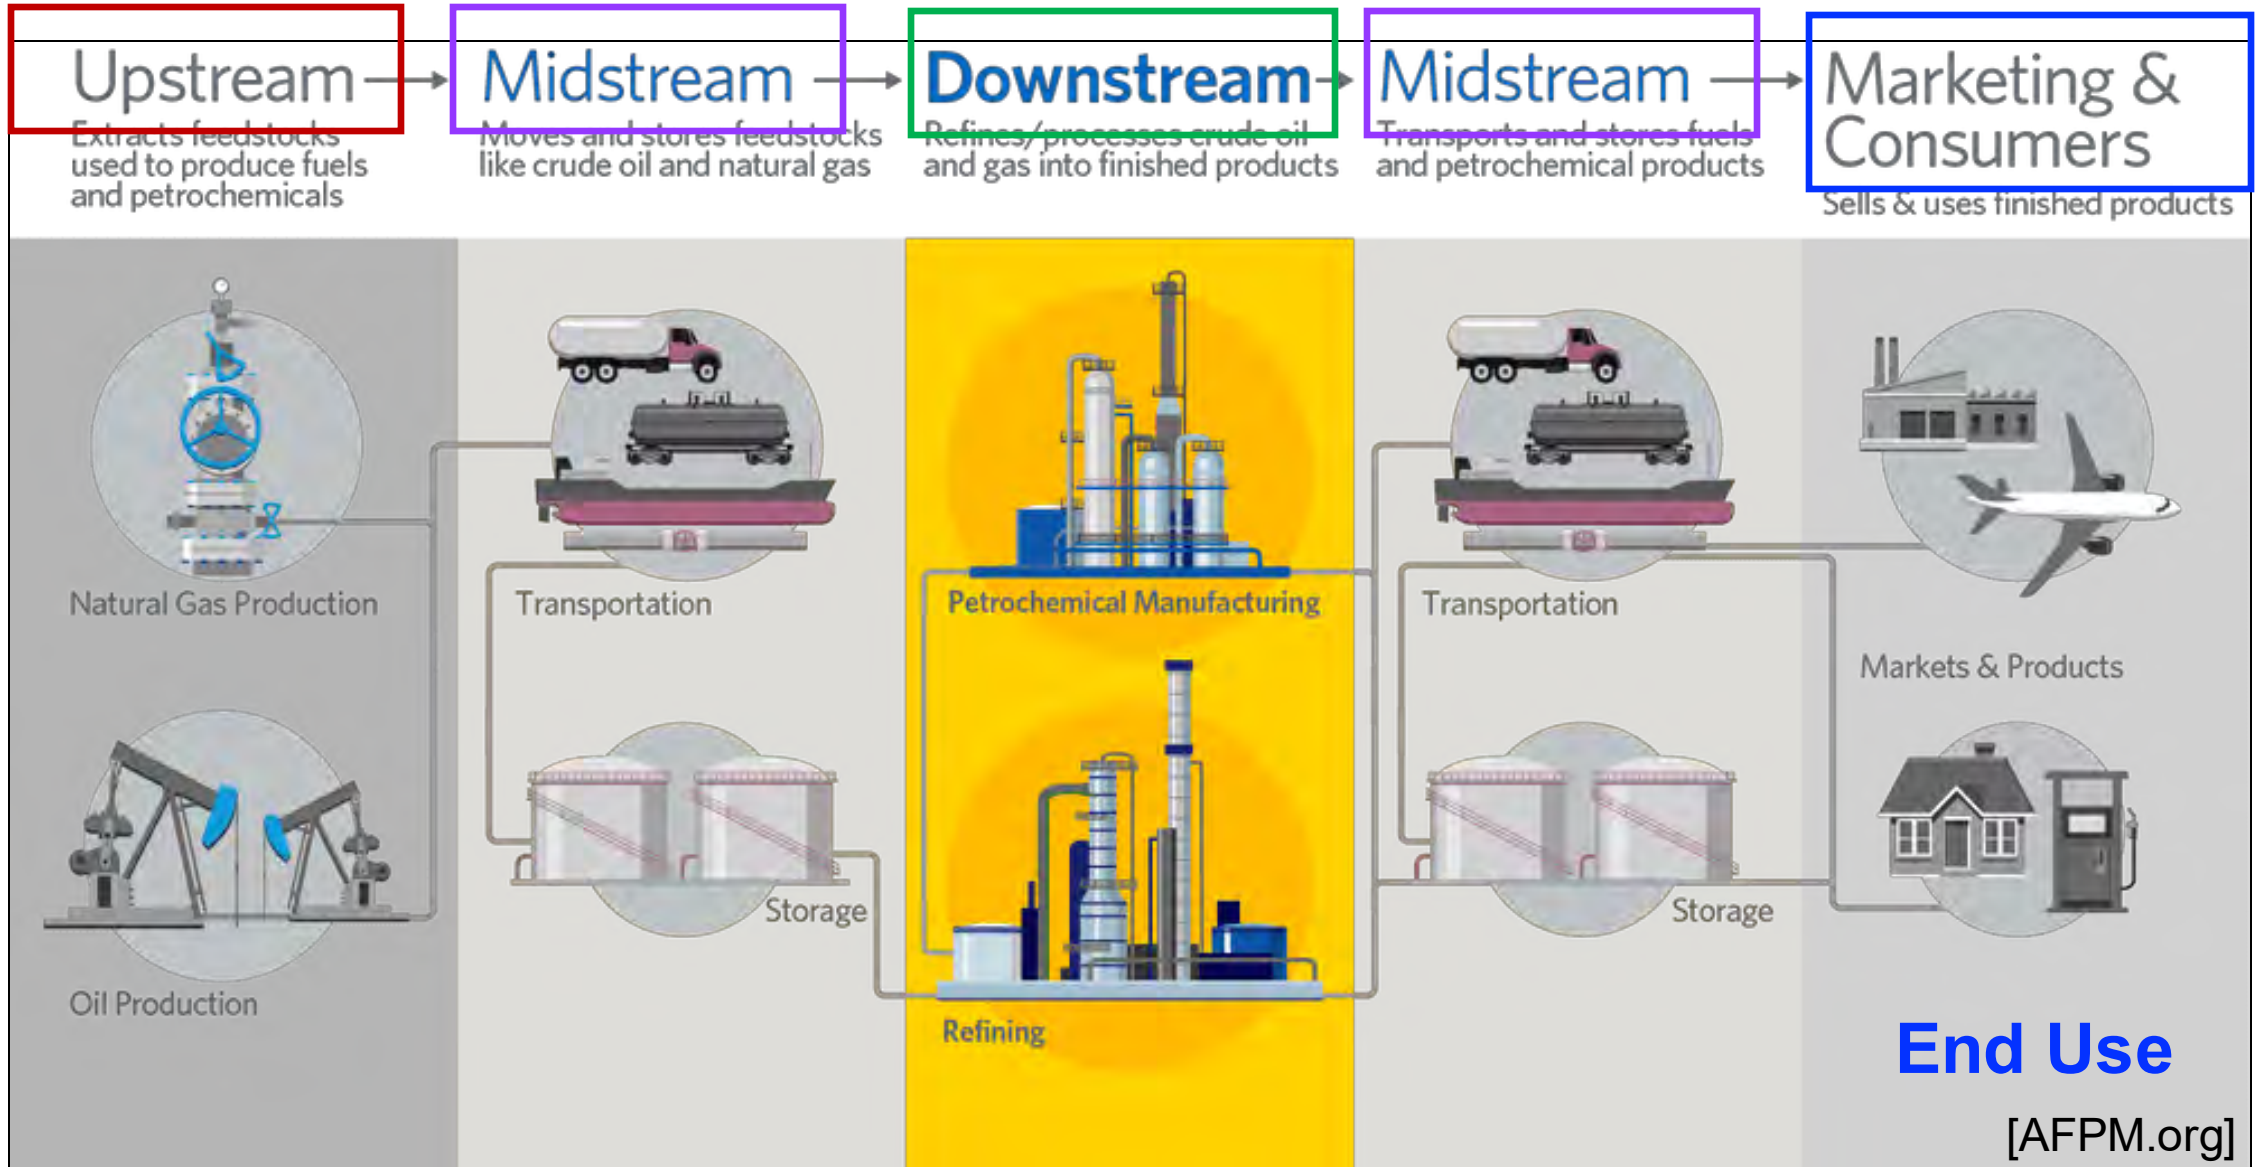 Upstream
Extracts feedstocks
used to produce fuels
and petrochemicals
Midstream
Moves and stores feedstocks
like crude oil and natural gas
Downstream
Refines/processes crude oil
and gas into finished products
Midstream
Transports and stores fuels
and petrochemical products
Marketing &
Consumers
Sells & uses finished products
Natural Gas Production
Oil Production
Transportation
Storage
Petrochemical Manufacturing
Refining
Transportation
Storage
Markets & Products
End Use
[AFPM.org]